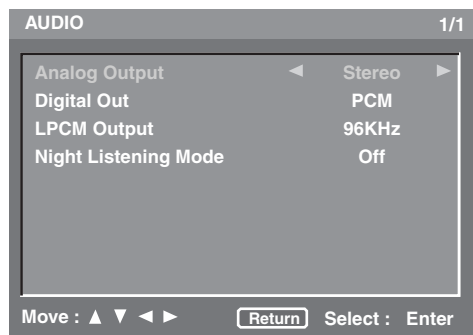 AUDIO 1/1
Analog Output ◄ Stereo ►
Digital Out PCM
LPCM Output 96KHz
Night Listening Mode Off
Move : ▲ ▼ ◄ ► Return Select : Enter